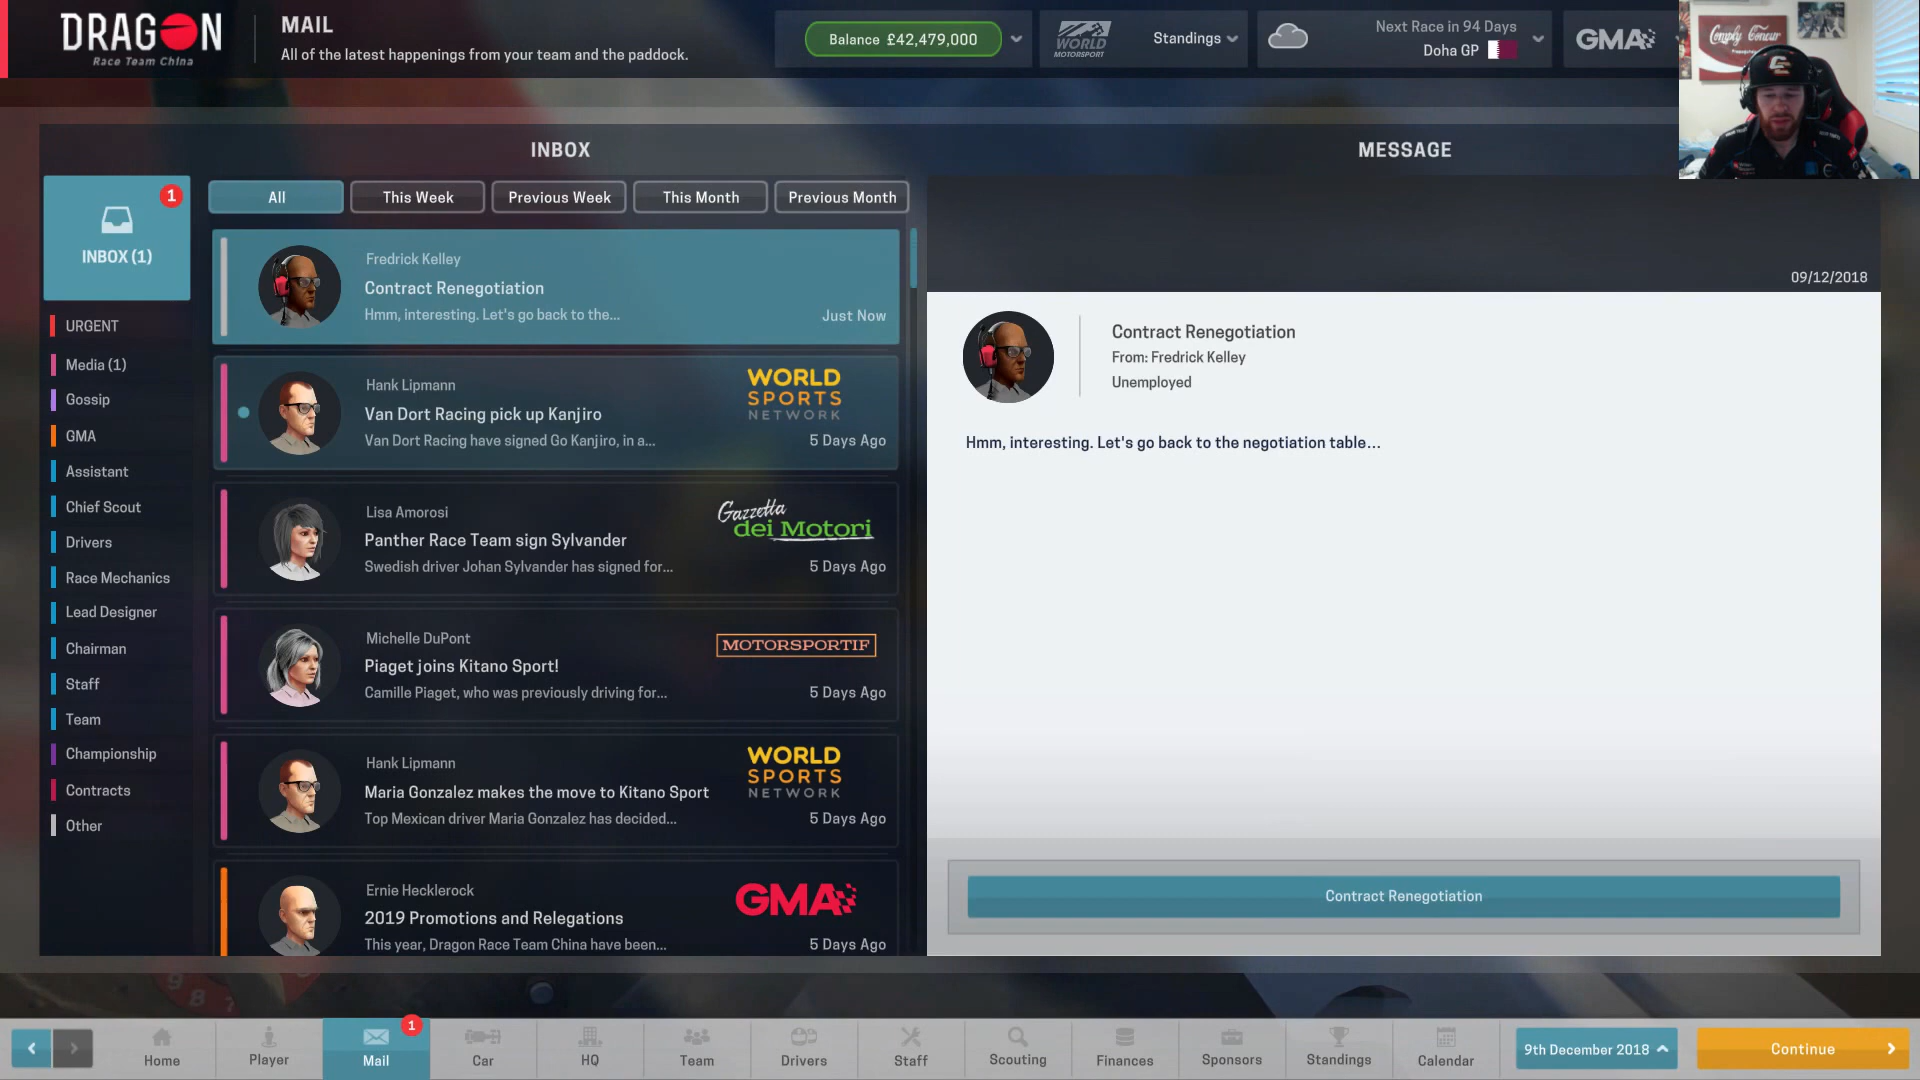 DRAGON
Race Team China
MAIL
All of the latest happenings from your team and the paddock.
Balance £42,479,000
WORLD
MOTORSPORT
Standings
Next Race in 94 Days
Doha GP
GMA
INBOX
MESSAGE
1
INBOX (1)
All
This Week
Previous Week
This Month
Previous Month
URGENT
Media (1)
Gossip
GMA
Assistant
Chief Scout
Drivers
Race Mechanics
Lead Designer
Chairman
Staff
Team
Championship
Contracts
Other
Fredrick Kelley
Contract Renegotiation
Hmm, interesting. Let's go back to the...
Just Now
Hank Lipmann
Van Dort Racing pick up Kanjiro
Van Dort Racing have signed Go Kanjiro, in a...
WORLD
SPORTS
NETWORK
5 Days Ago
Lisa Amorosi
Panther Race Team sign Sylvander
Swedish driver Johan Sylvander has signed for...
Gazzetta
dei Motori
5 Days Ago
Michelle DuPont
Piaget joins Kitano Sport!
Camille Piaget, who was previously driving for...
MOTORSPORTIF
5 Days Ago
Hank Lipmann
Maria Gonzalez makes the move to Kitano Sport
Top Mexican driver Maria Gonzalez has decided...
WORLD
SPORTS
NETWORK
5 Days Ago
Ernie Hecklerock
2019 Promotions and Relegations
This year, Dragon Race Team China have been...
GMA
5 Days Ago
09/12/2018
Contract Renegotiation
From: Fredrick Kelley
Unemployed
Hmm, interesting. Let's go back to the negotiation table...
Contract Renegotiation
Home
Player
1
Mail
Car
HQ
Team
Drivers
Staff
Scouting
Finances
Sponsors
Standings
Calendar
9th December 2018
Continue